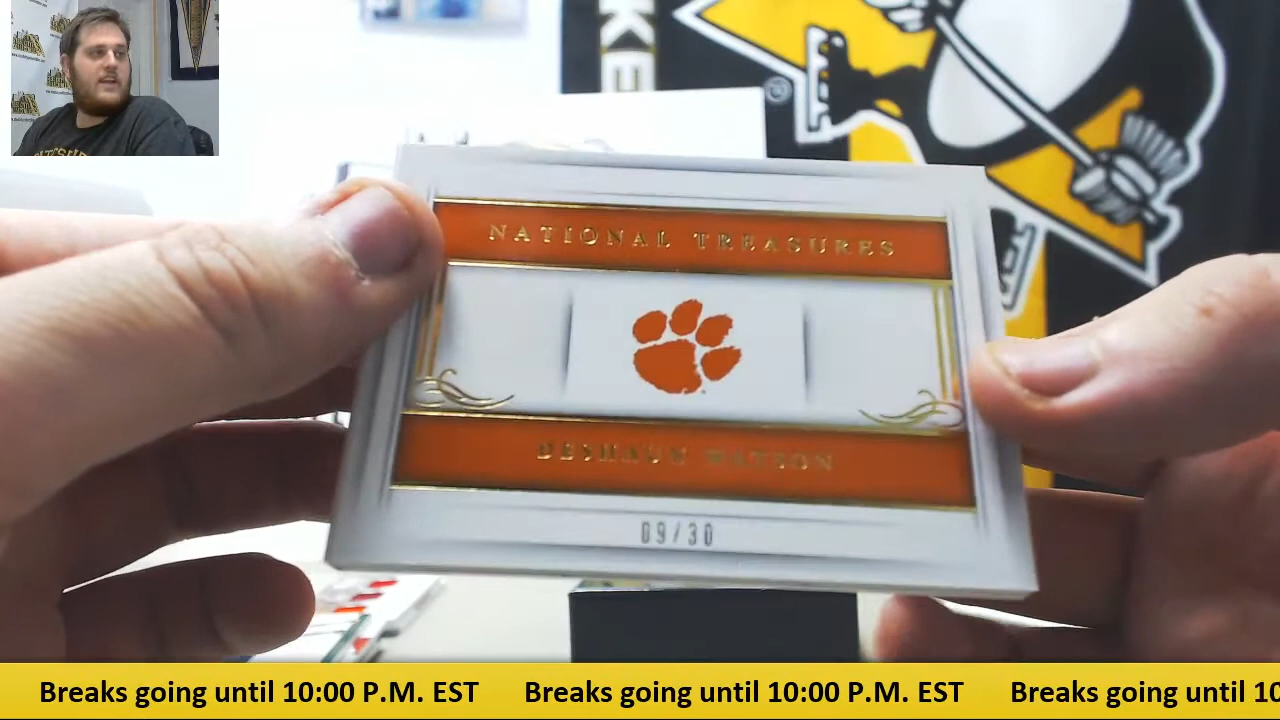 KE
NATIONAL TREASURES
DESHAUN WATSON
09/30
Breaks going until 10:00 P.M. EST Breaks going until 10:00 P.M. EST Breaks going until 10